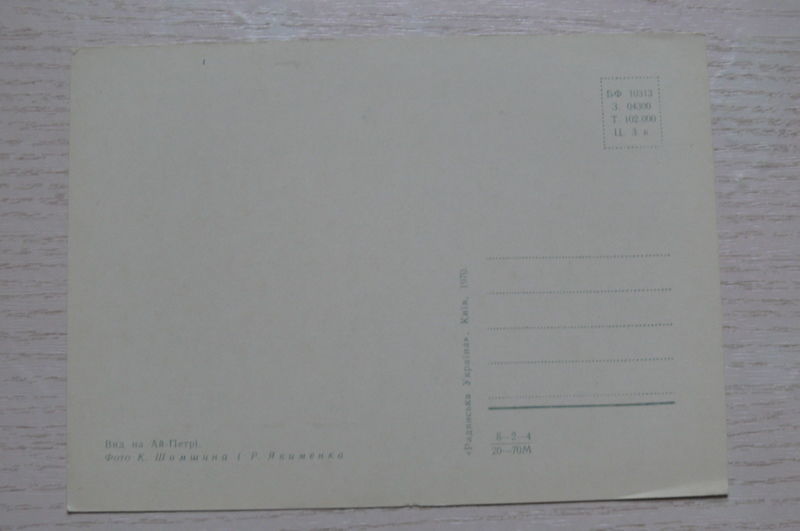 БФ 10313
З. 04300
Т. 102.000
Ц. 3 к
«Радянська Україна», Київ, 1970.
Вид на Ай-Петрі.
Фото К. Шамшина і Р. Якименка
8—2—4
20—70М